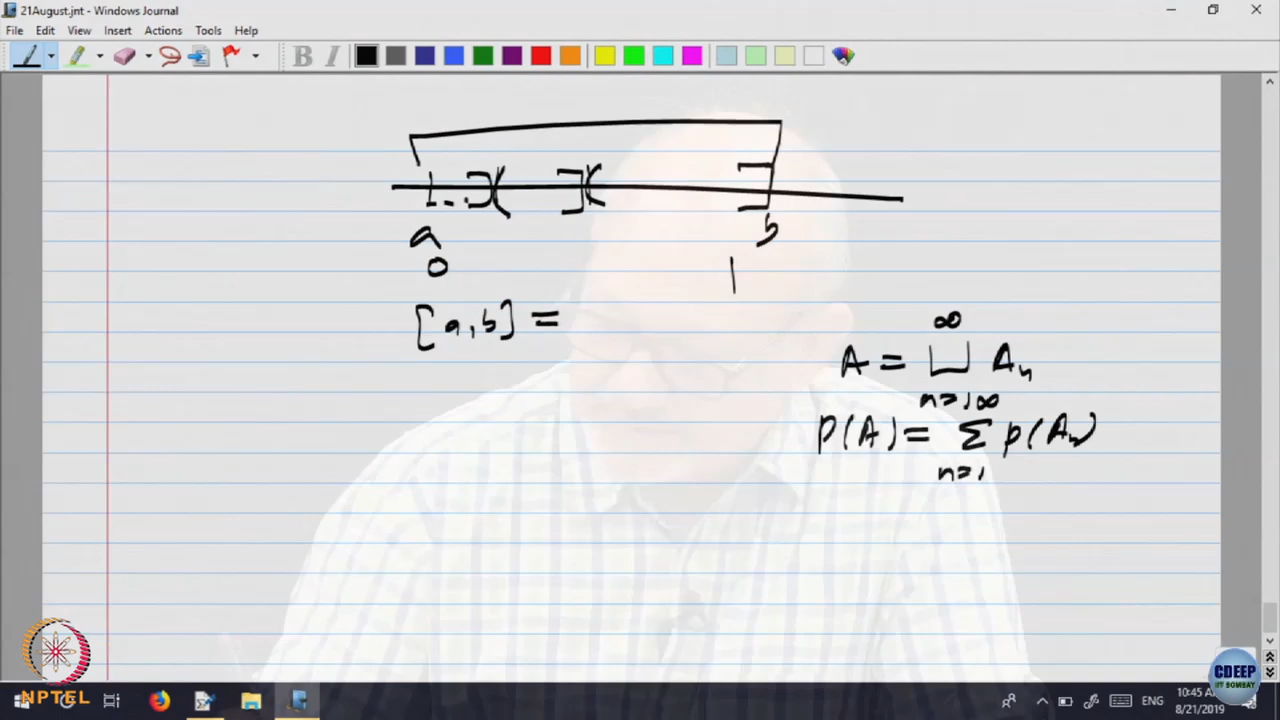 21August.jnt - Windows Journal
File Edit View Insert Actions Tools Help
B I
[ ..](   ](   ]
a b
0 1
[a,b] =
∞
A = ⊔ Aₙ
n=1
∞
P(A) = Σ P(Aₙ)
n=1
NPTEL
CDEEP
IIT BOMBAY
ENG
10:45 A
8/21/2019